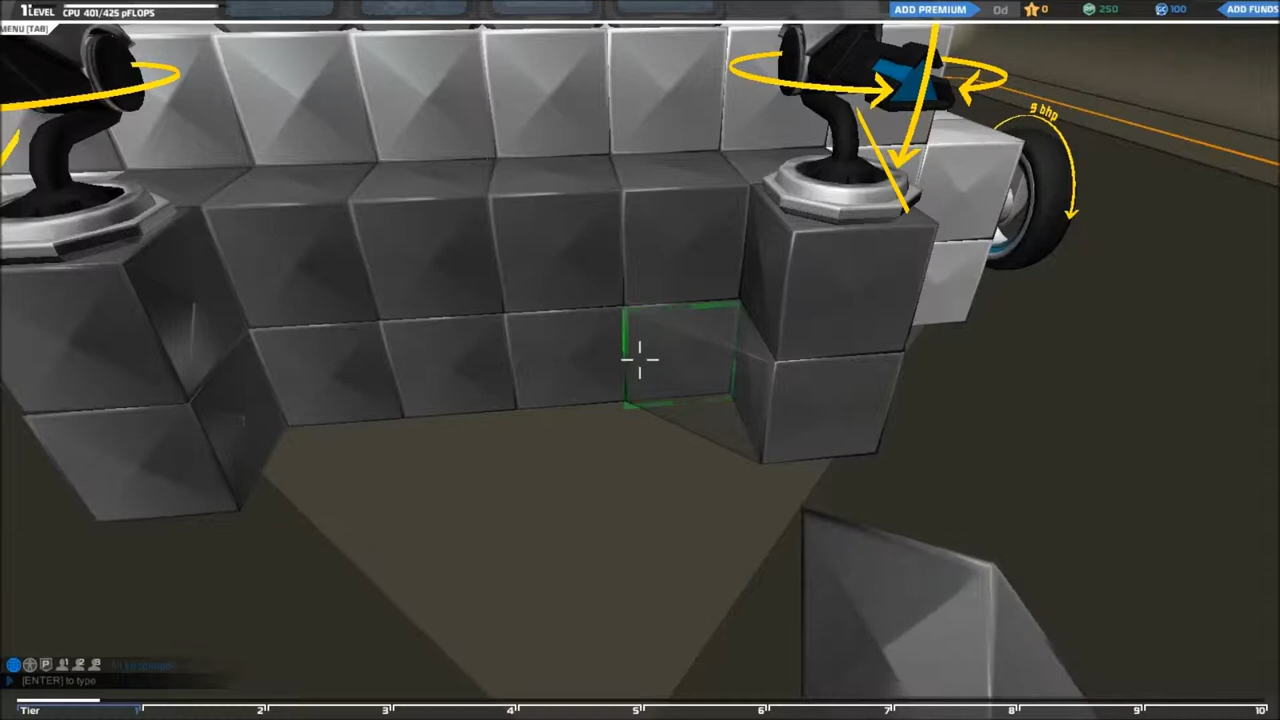 1 LEVEL CPU 401/425 pFLOPS ADD PREMIUM 0d 0 250 100 ADD FUNDS
MENU [TAB]
9 bhp
[ENTER] to type
Tier 1 2 3 4 5 6 7 8 9 10